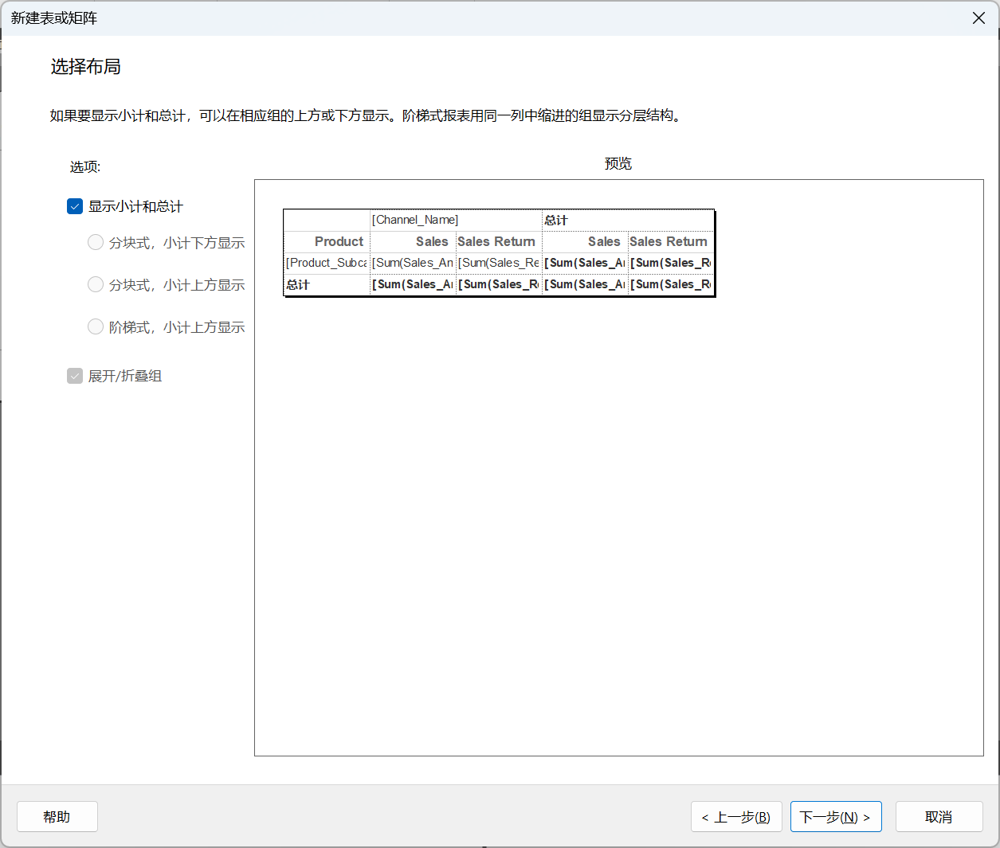 新建表或矩阵
选择布局
如果要显示小计和总计，可以在相应组的上方或下方显示。阶梯式报表用同一列中缩进的组显示分层结构。
选项:
预览
显示小计和总计
分块式，小计下方显示
分块式，小计上方显示
阶梯式，小计上方显示
展开/折叠组
[Channel_Name] 总计
Product Sales Sales Return Sales Sales Return
[Product_Subca [Sum(Sales_An [Sum(Sales_Re [Sum(Sales_A [Sum(Sales_R
总计 [Sum(Sales_A [Sum(Sales_R [Sum(Sales_A [Sum(Sales_R
帮助
< 上一步(B)
下一步(N) >
取消